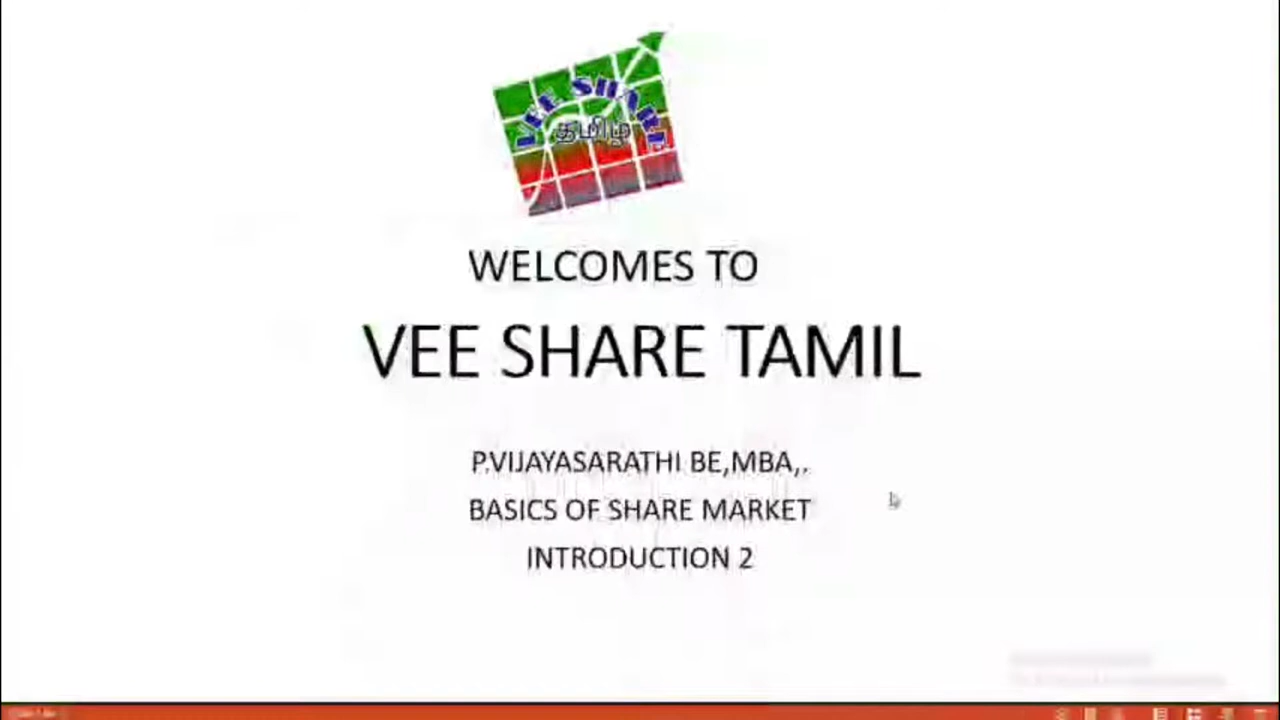 VEE SHARE
தமிழ்
WELCOMES TO
VEE SHARE TAMIL
P.VIJAYASARATHI BE,MBA,.
BASICS OF SHARE MARKET
INTRODUCTION 2